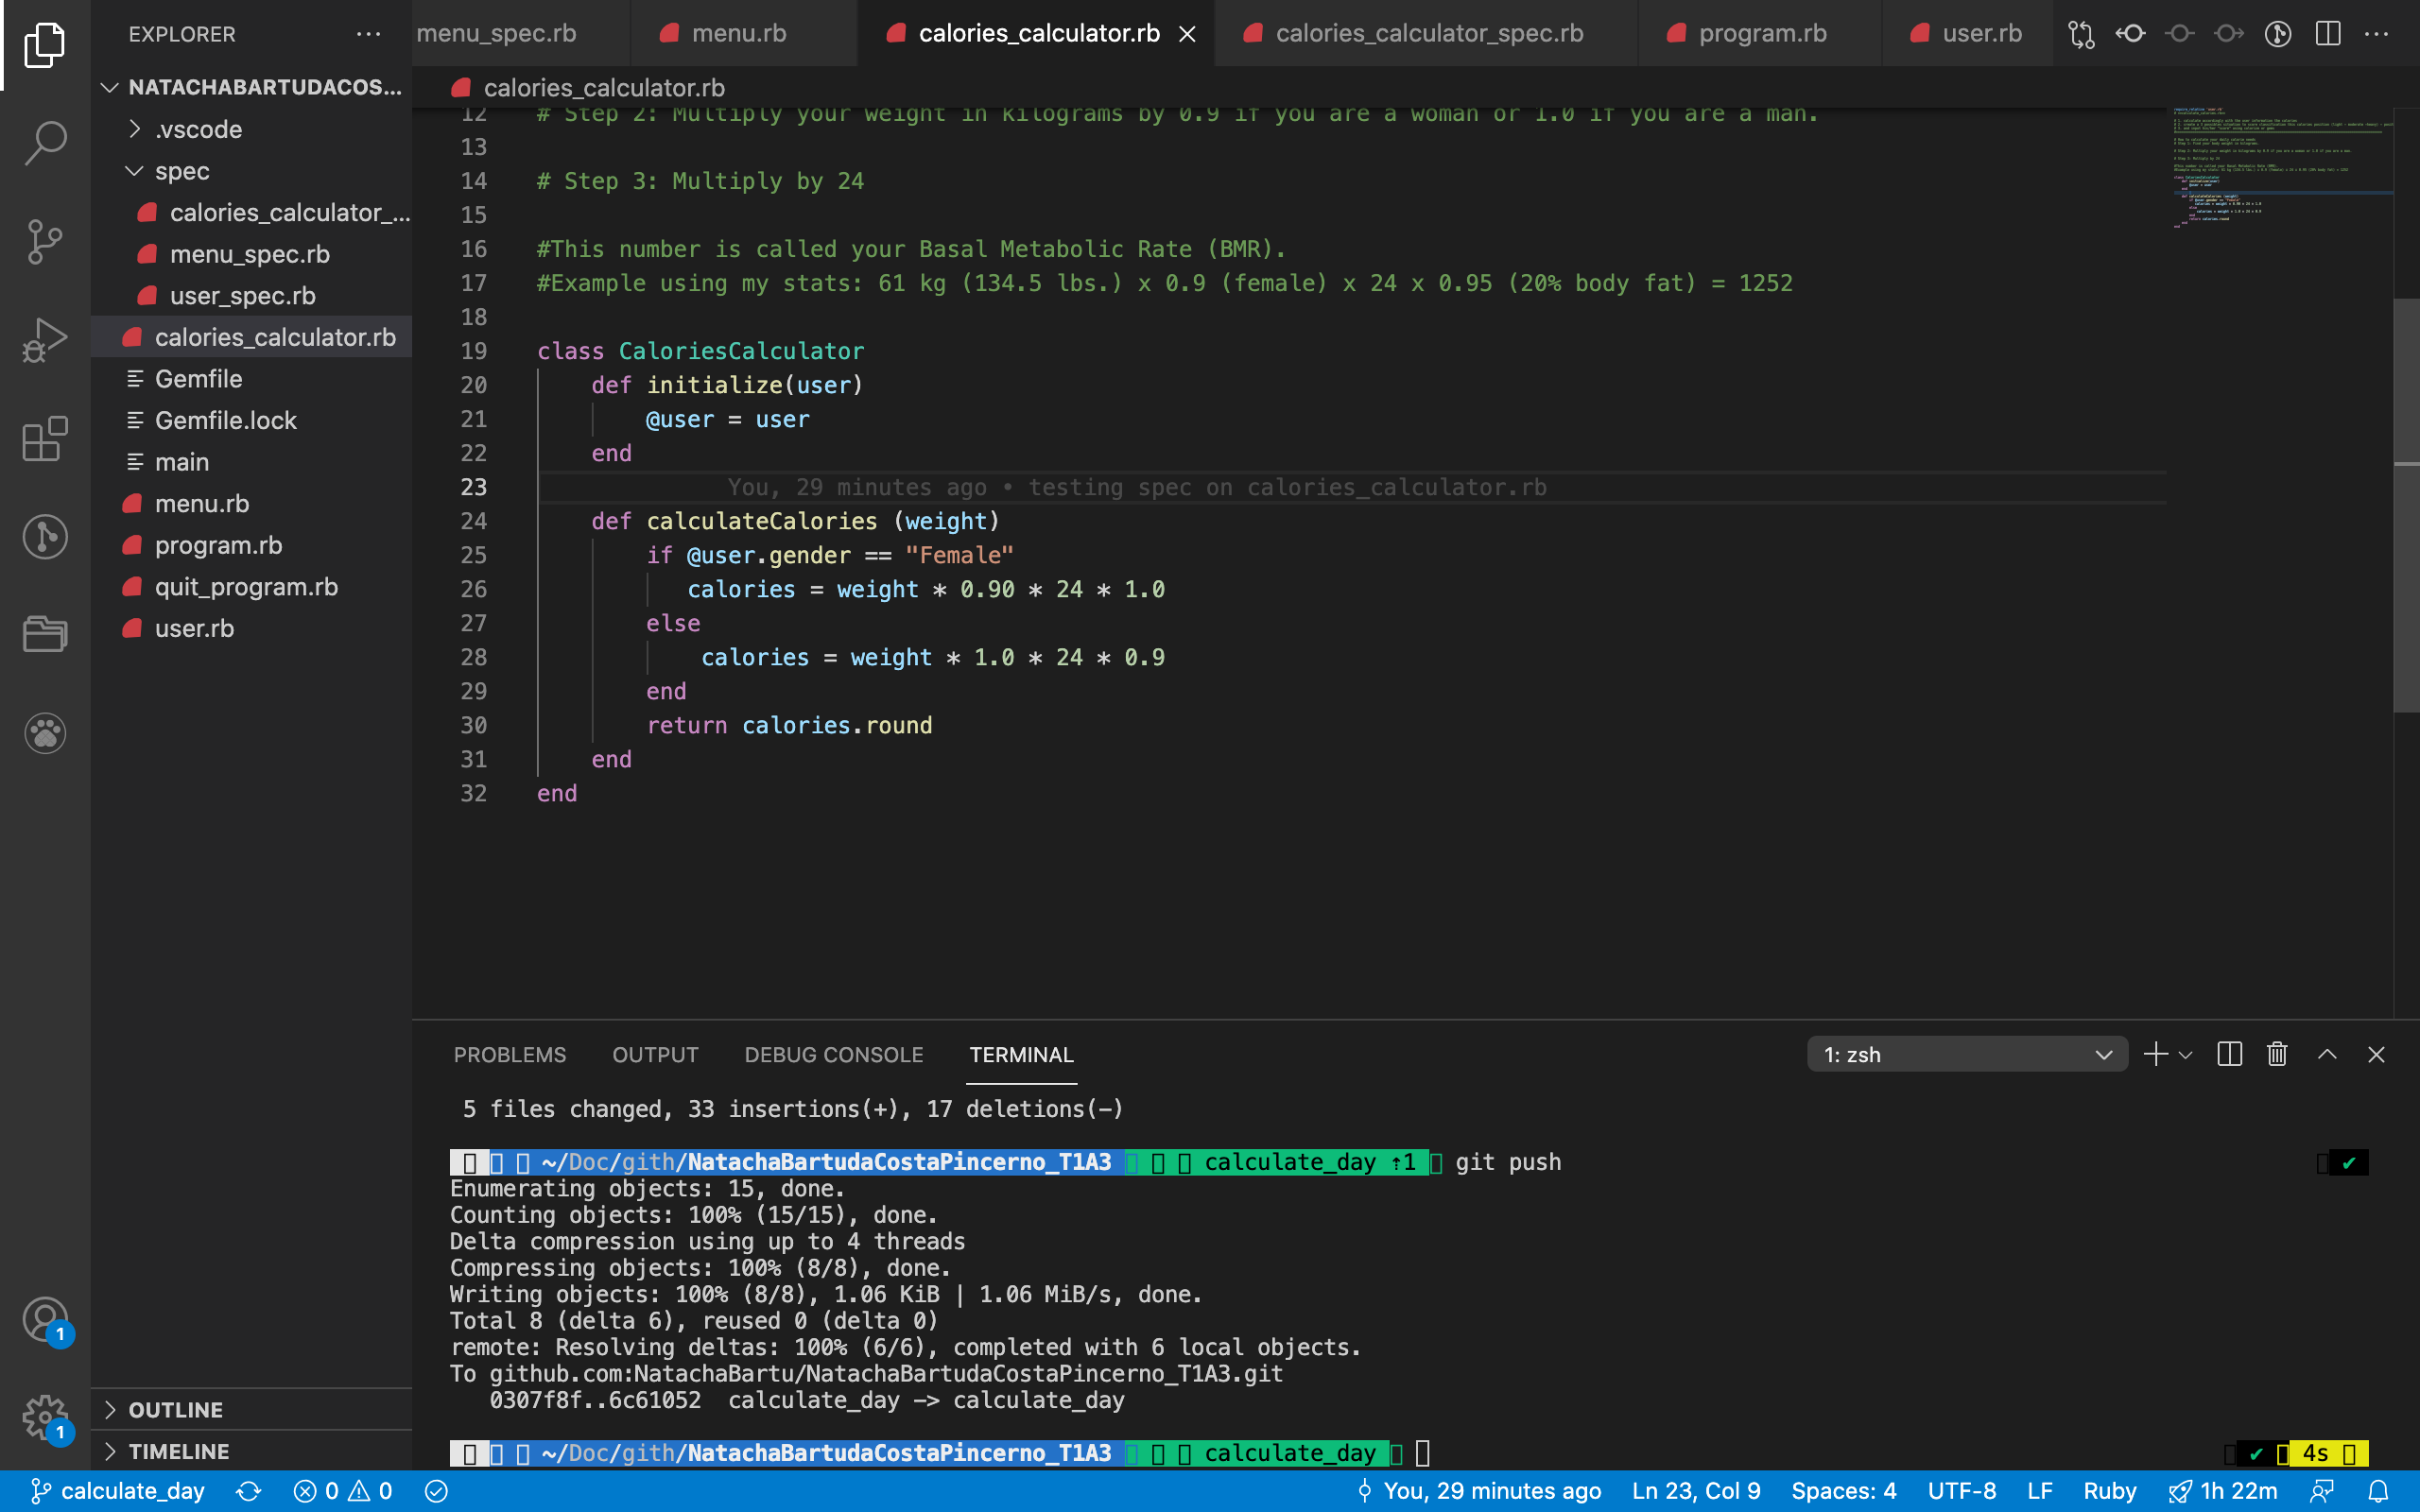 EXPLORER
menu_spec.rb
menu.rb
calories_calculator.rb
calories_calculator_spec.rb
program.rb
user.rb
NATACHABARTUDACOS...
calories_calculator.rb
.vscode
spec
calories_calculator_...
menu_spec.rb
user_spec.rb
calories_calculator.rb
Gemfile
Gemfile.lock
main
menu.rb
program.rb
quit_program.rb
user.rb
OUTLINE
TIMELINE
12 # Step 2: Multiply your weight in kilograms by 0.9 if you are a woman or 1.0 if you are a man.
13
14 # Step 3: Multiply by 24
15
16 #This number is called your Basal Metabolic Rate (BMR).
17 #Example using my stats: 61 kg (134.5 lbs.) x 0.9 (female) x 24 x 0.95 (20% body fat) = 1252
18
19 class CaloriesCalculator
20 def initialize(user)
21 @user = user
22 end
23 You, 29 minutes ago • testing spec on calories_calculator.rb
24 def calculateCalories (weight)
25 if @user.gender == "Female"
26 calories = weight * 0.90 * 24 * 1.0
27 else
28 calories = weight * 1.0 * 24 * 0.9
29 end
30 return calories.round
31 end
32 end
PROBLEMS OUTPUT DEBUG CONSOLE TERMINAL 1: zsh
5 files changed, 33 insertions(+), 17 deletions(-)
~/Doc/gith/NatachaBartudaCostaPincerno_T1A3 calculate_day ⇡1 git push ✔
Enumerating objects: 15, done.
Counting objects: 100% (15/15), done.
Delta compression using up to 4 threads
Compressing objects: 100% (8/8), done.
Writing objects: 100% (8/8), 1.06 KiB | 1.06 MiB/s, done.
Total 8 (delta 6), reused 0 (delta 0)
remote: Resolving deltas: 100% (6/6), completed with 6 local objects.
To github.com:NatachaBartu/NatachaBartudaCostaPincerno_T1A3.git
0307f8f..6c61052 calculate_day -> calculate_day
~/Doc/gith/NatachaBartudaCostaPincerno_T1A3 calculate_day ✔ 4s
1
1
calculate_day 0 0 You, 29 minutes ago Ln 23, Col 9 Spaces: 4 UTF-8 LF Ruby 1h 22m